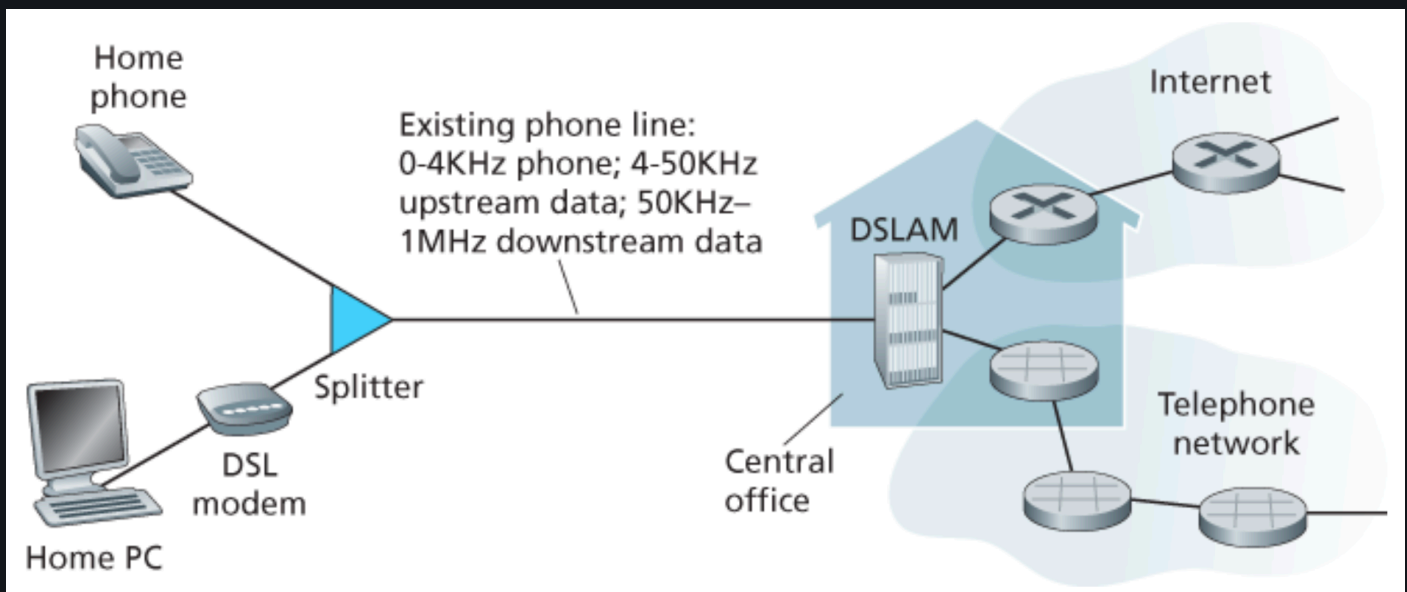 Home
phone
Existing phone line:
0-4KHz phone; 4-50KHz
upstream data; 50KHz–
1MHz downstream data
Internet
DSLAM
Splitter
DSL
modem
Home PC
Central
office
Telephone
network